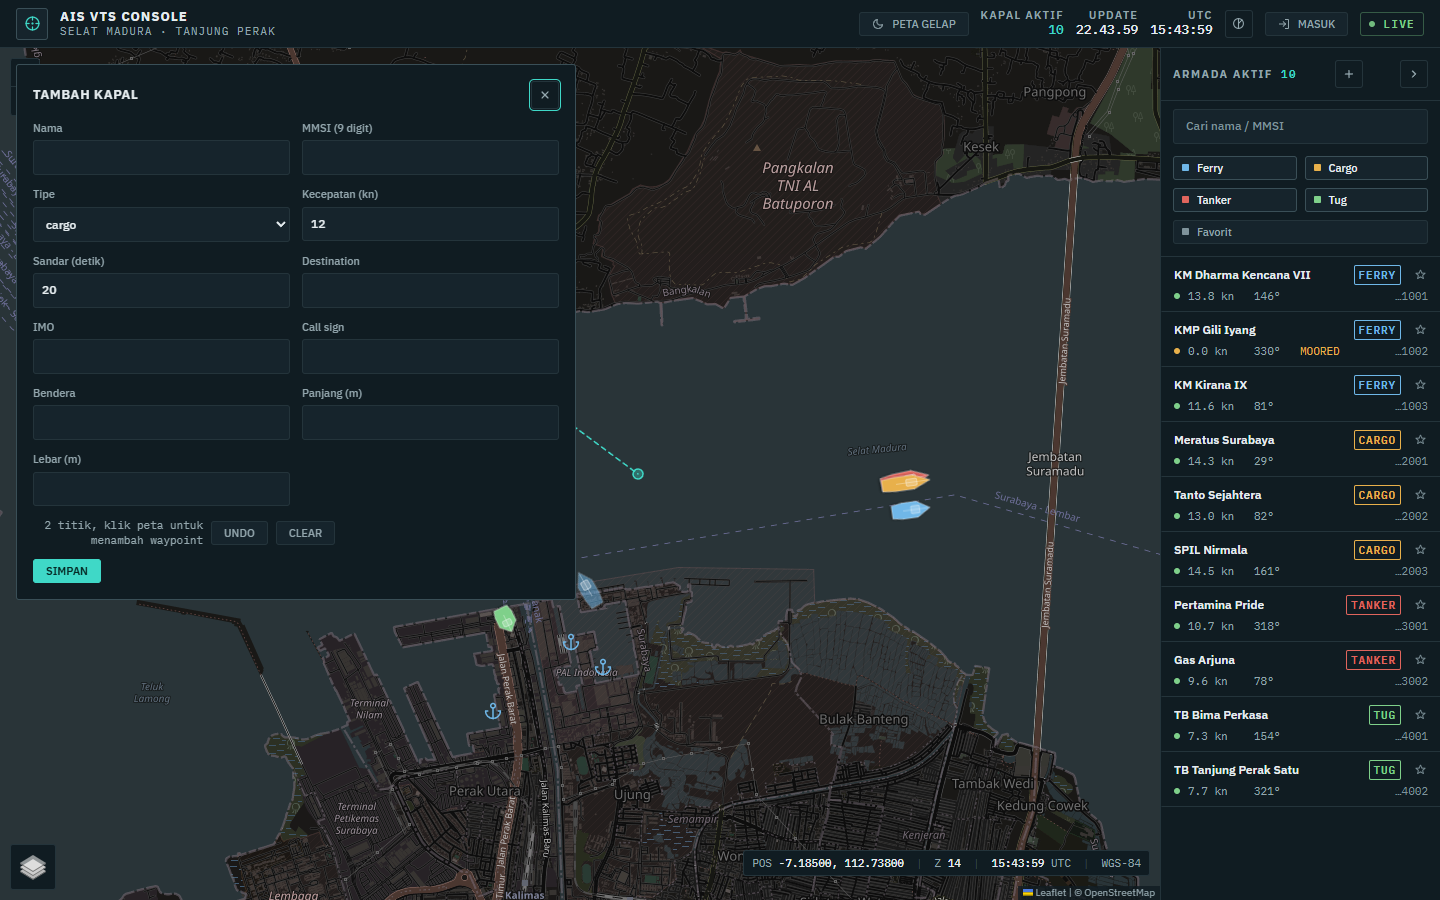 AIS VTS CONSOLE
SELAT MADURA · TANJUNG PERAK
PETA GELAP
KAPAL AKTIF
10
UPDATE
22.43.59
UTC
15:43:59
MASUK
LIVE
TAMBAH KAPAL
Nama
MMSI (9 digit)
Tipe
cargo
Kecepatan (kn)
12
Sandar (detik)
20
Destination
IMO
Call sign
Bendera
Panjang (m)
Lebar (m)
2 titik, klik peta untuk
menambah waypoint
UNDO
CLEAR
SIMPAN
Pangpong
Kesek
Pangkalan
TNI AL
Batuporon
Bangkalan
Jembatan Suramadu
Selat Madura
Jembatan
Suramadu
Surabaya - Lembar
Jembatan Suramadu
Surabaya
PAL Indonesia
Jalan Perak Barat
Teluk
Lamong
Terminal
Nilam
Bulak Banteng
Perak Utara
Ujung
Tambak Wedi
Kedung Cowek
Terminal
Petikemas
Surabaya
Semampir
Kenjeran
Jalan Kalimas Baru
Jalan Perak Barat
Timur
Kalimas
Lembaga
POS -7.18500, 112.73800
Z 14
15:43:59 UTC
WGS-84
Leaflet | © OpenStreetMap
ARMADA AKTIF 10
Cari nama / MMSI
Ferry
Cargo
Tanker
Tug
Favorit
KM Dharma Kencana VII FERRY
13.8 kn 146° …1001
KMP Gili Iyang FERRY
0.0 kn 330° MOORED …1002
KM Kirana IX FERRY
11.6 kn 81° …1003
Meratus Surabaya CARGO
14.3 kn 29° …2001
Tanto Sejahtera CARGO
13.0 kn 82° …2002
SPIL Nirmala CARGO
14.5 kn 161° …2003
Pertamina Pride TANKER
10.7 kn 318° …3001
Gas Arjuna TANKER
9.6 kn 78° …3002
TB Bima Perkasa TUG
7.3 kn 154° …4001
TB Tanjung Perak Satu TUG
7.7 kn 321° …4002